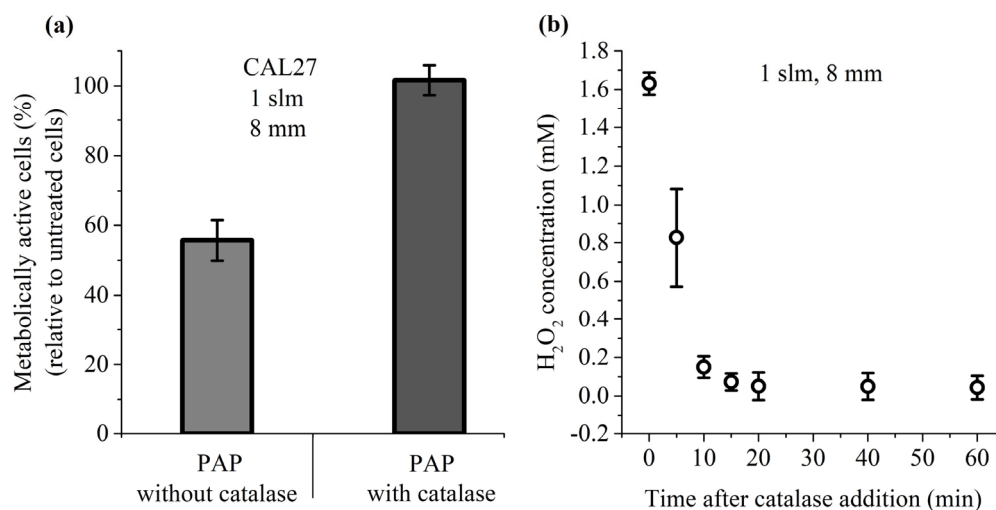 (a)
Metabolically active cells (%)
(relative to untreated cells)
100
80
60
40
20
0
CAL27
1 slm
8 mm
PAP
without catalase
PAP
with catalase
(b)
H₂O₂ concentration (mM)
1.8
1.6
1.4
1.2
1.0
0.8
0.6
0.4
0.2
0.0
-0.2
1 slm, 8 mm
0 10 20 30 40 50 60
Time after catalase addition (min)